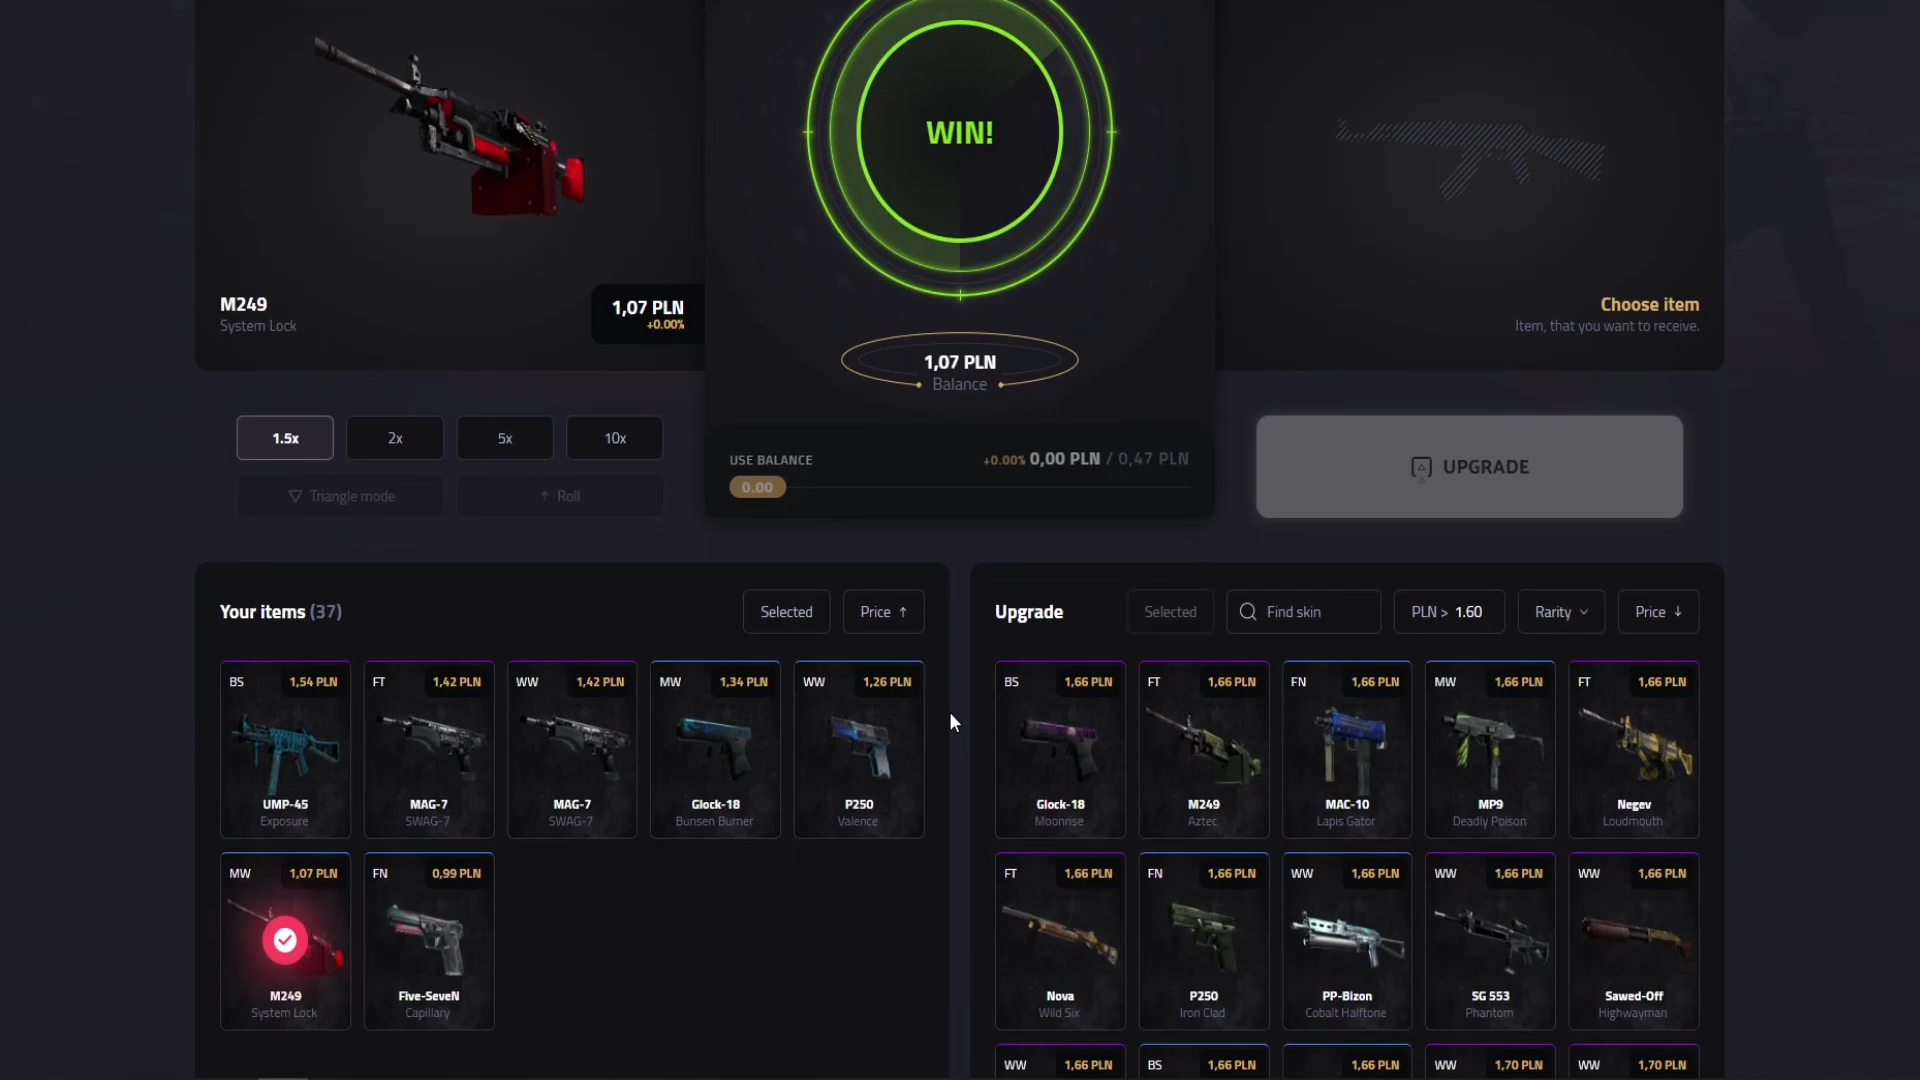 WIN!
M249
System Lock
1,07 PLN
+0.00%
1,07 PLN
Balance
Choose item
Item, that you want to receive.
1.5x
2x
5x
10x
Triangle mode
Roll
USE BALANCE
+0.00% 0,00 PLN / 0,47 PLN
0.00
UPGRADE
Your items (37)
Selected
Price
BS 1,54 PLN
UMP-45
Exposure
FT 1,42 PLN
MAG-7
SWAG-7
WW 1,42 PLN
MAG-7
SWAG-7
MW 1,34 PLN
Glock-18
Bunsen Burner
WW 1,26 PLN
P250
Valence
MW 1,07 PLN
M249
System Lock
FN 0,99 PLN
Five-SeveN
Capillary
Upgrade
Selected
Find skin
PLN > 1.60
Rarity
Price
BS 1,66 PLN
Glock-18
Moonrise
FT 1,66 PLN
M249
Aztec
FN 1,66 PLN
MAC-10
Lapis Gator
MW 1,66 PLN
MP9
Deadly Poison
FT 1,66 PLN
Negev
Loudmouth
FT 1,66 PLN
Nova
Wild Six
FN 1,66 PLN
P250
Iron Clad
WW 1,66 PLN
PP-Bizon
Cobalt Halftone
WW 1,66 PLN
SG 553
Phantom
WW 1,66 PLN
Sawed-Off
Highwayman
WW 1,66 PLN
BS 1,66 PLN
1,66 PLN
WW 1,70 PLN
WW 1,70 PLN